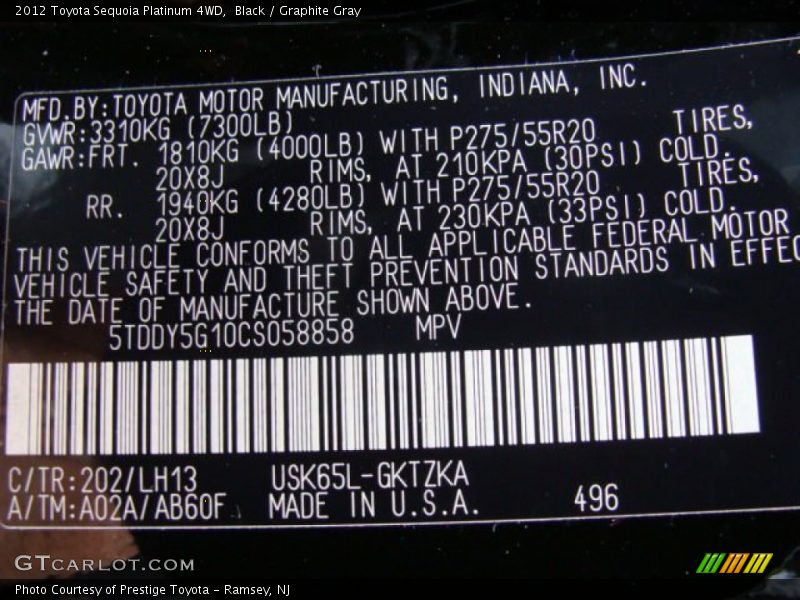 2012 Toyota Sequoia Platinum 4WD,  Black / Graphite Gray
MFD.BY:TOYOTA MOTOR MANUFACTURING, INDIANA, INC.
GVWR:3310KG (7300LB)
GAWR:FRT. 1810KG (4000LB) WITH P275/55R20 TIRES,
20X8J RIMS, AT 210KPA (30PSI) COLD.
RR. 1940KG (4280LB) WITH P275/55R20 TIRES,
20X8J RIMS, AT 230KPA (33PSI) COLD.
THIS VEHICLE CONFORMS TO ALL APPLICABLE FEDERAL MOTOR
VEHICLE SAFETY AND THEFT PREVENTION STANDARDS IN EFFEC
THE DATE OF MANUFACTURE SHOWN ABOVE.
5TDDY5G10CS058858 MPV
C/TR:202/LH13 USK65L-GKTZKA
A/TM:A02A/AB60F MADE IN U.S.A. 496
GTCARLOT.COM
Photo Courtesy of Prestige Toyota - Ramsey, NJ